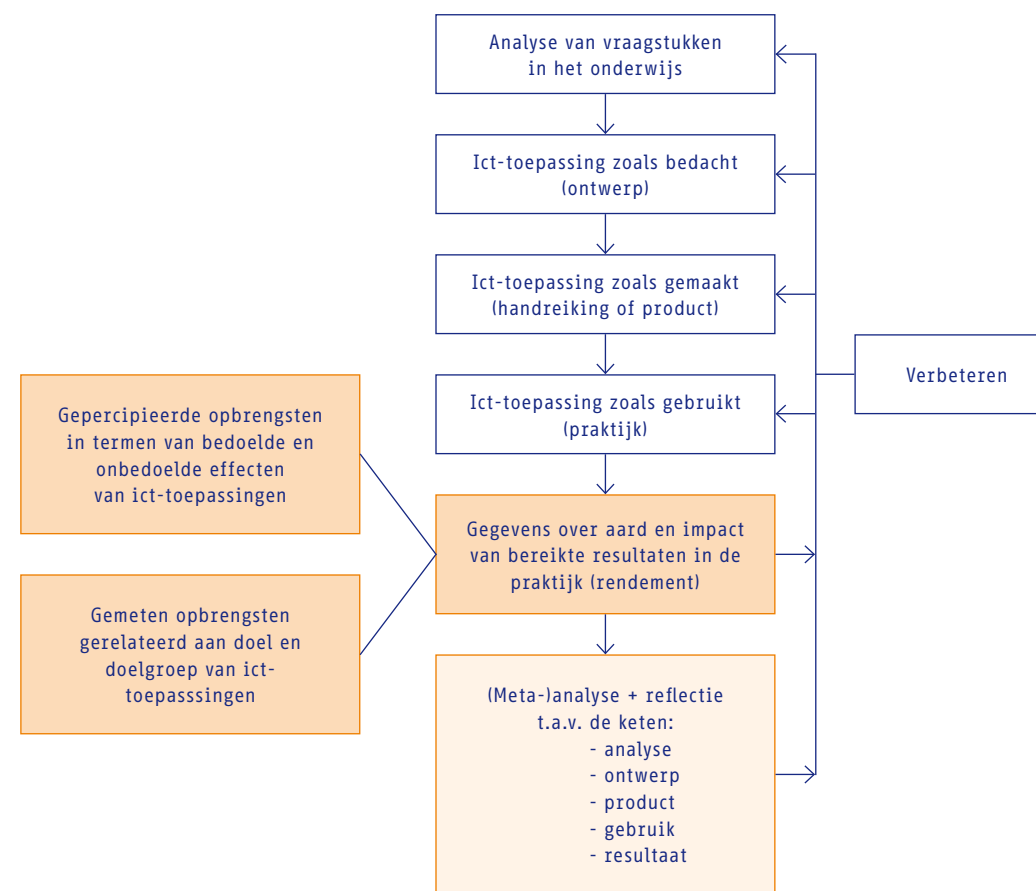 Analyse van vraagstukken
in het onderwijs
Ict-toepassing zoals bedacht
(ontwerp)
Ict-toepassing zoals gemaakt
(handreiking of product)
Verbeteren
Ict-toepassing zoals gebruikt
(praktijk)
Gepercipieerde opbrengsten
in termen van bedoelde en
onbedoelde effecten
van ict-toepassingen
Gegevens over aard en impact
van bereikte resultaten in de
praktijk (rendement)
Gemeten opbrengsten
gerelateerd aan doel en
doelgroep van ict-
toepasssingen
(Meta-)analyse + reflectie
t.a.v. de keten:
- analyse
- ontwerp
- product
- gebruik
- resultaat